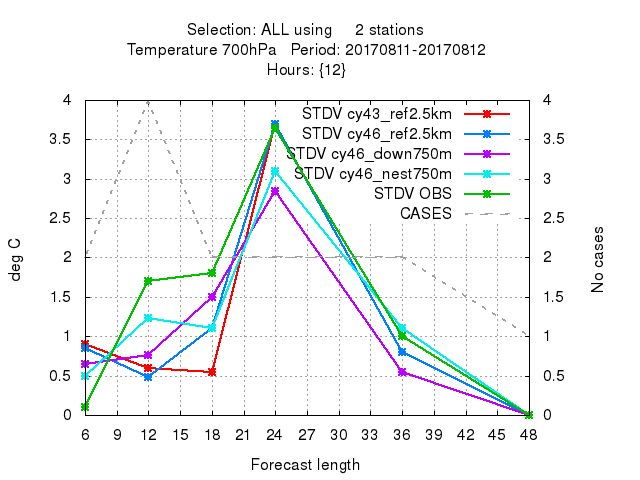 Selection: ALL using 2 stations
Temperature 700hPa Period: 20170811-20170812
Hours: {12}
4 4
STDV cy43_ref2.5km
3.5 STDV cy46_ref2.5km 3.5
STDV cy46_down750m
3 STDV cy46_nest750m 3
STDV OBS
2.5 CASES 2.5
deg C
2 2
No cases
1.5 1.5
1 1
0.5 0.5
0 0
6 9 12 15 18 21 24 27 30 33 36 39 42 45 48
Forecast length